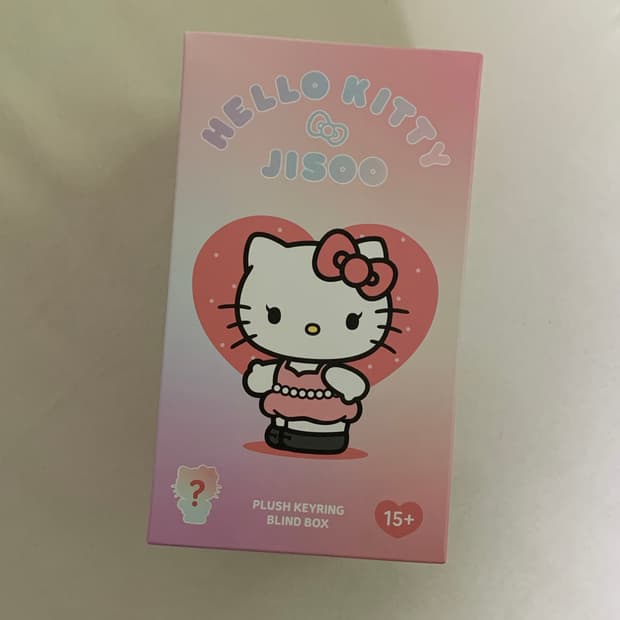 HELLO KITTY
JISOO
?
PLUSH KEYRING
BLIND BOX
15+